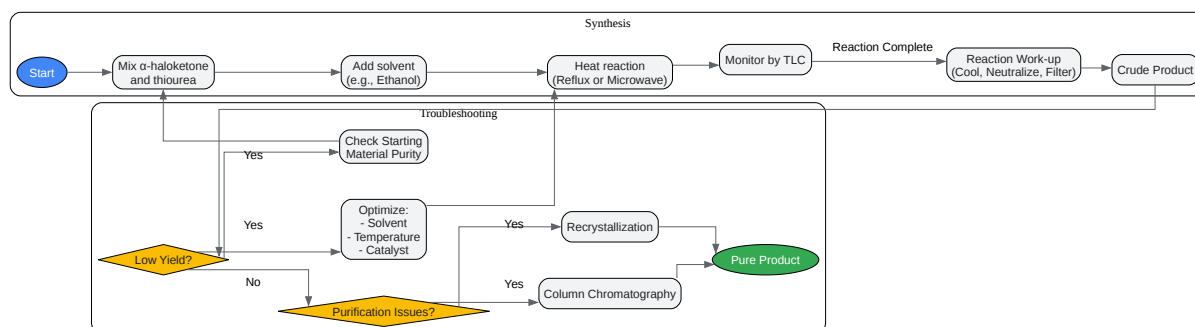 Synthesis
Start
Mix α-haloketone
and thiourea
Add solvent
(e.g., Ethanol)
Heat reaction
(Reflux or Microwave)
Monitor by TLC
Reaction Complete
Reaction Work-up
(Cool, Neutralize, Filter)
Crude Product
Troubleshooting
Check Starting
Material Purity
Yes
Optimize:
- Solvent
- Temperature
- Catalyst
Yes
Low Yield?
No
Purification Issues?
Yes
Recrystallization
Yes
Column Chromatography
Pure Product